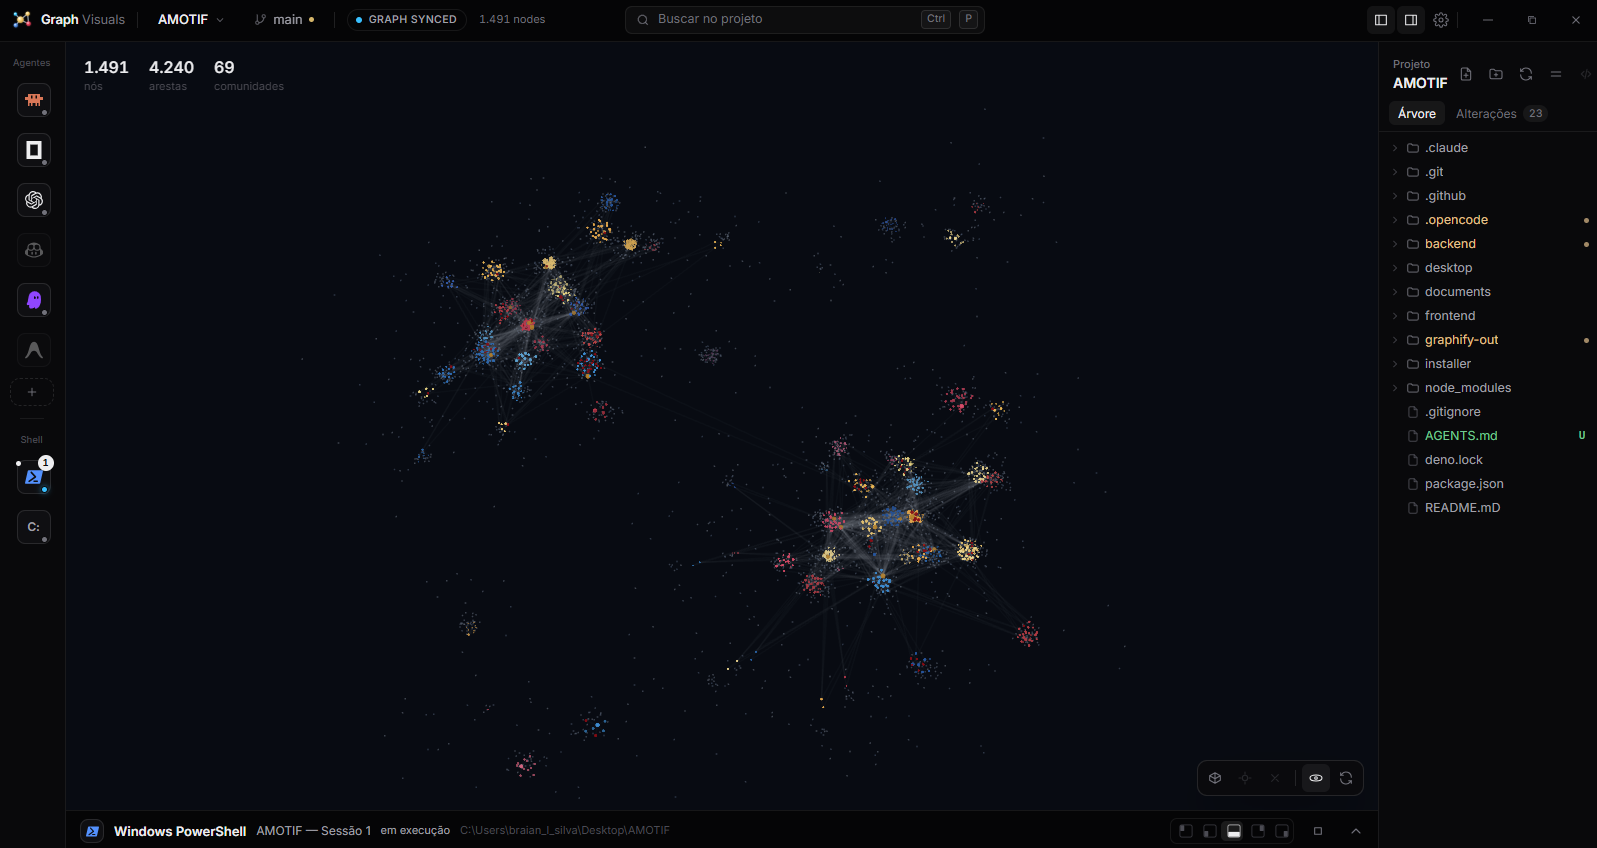 Graph Visuals
AMOTIF
main
GRAPH SYNCED
1.491 nodes
Buscar no projeto
Ctrl
P
Agentes
Shell
1
C:
1.491
nós
4.240
arestas
69
comunidades
Projeto
AMOTIF
Árvore
Alterações
23
.claude
.git
.github
.opencode
backend
desktop
documents
frontend
graphify-out
installer
node_modules
.gitignore
AGENTS.md U
deno.lock
package.json
README.mD
Windows PowerShell AMOTIF — Sessão 1 em execução C:\Users\braian_l_silva\Desktop\AMOTIF